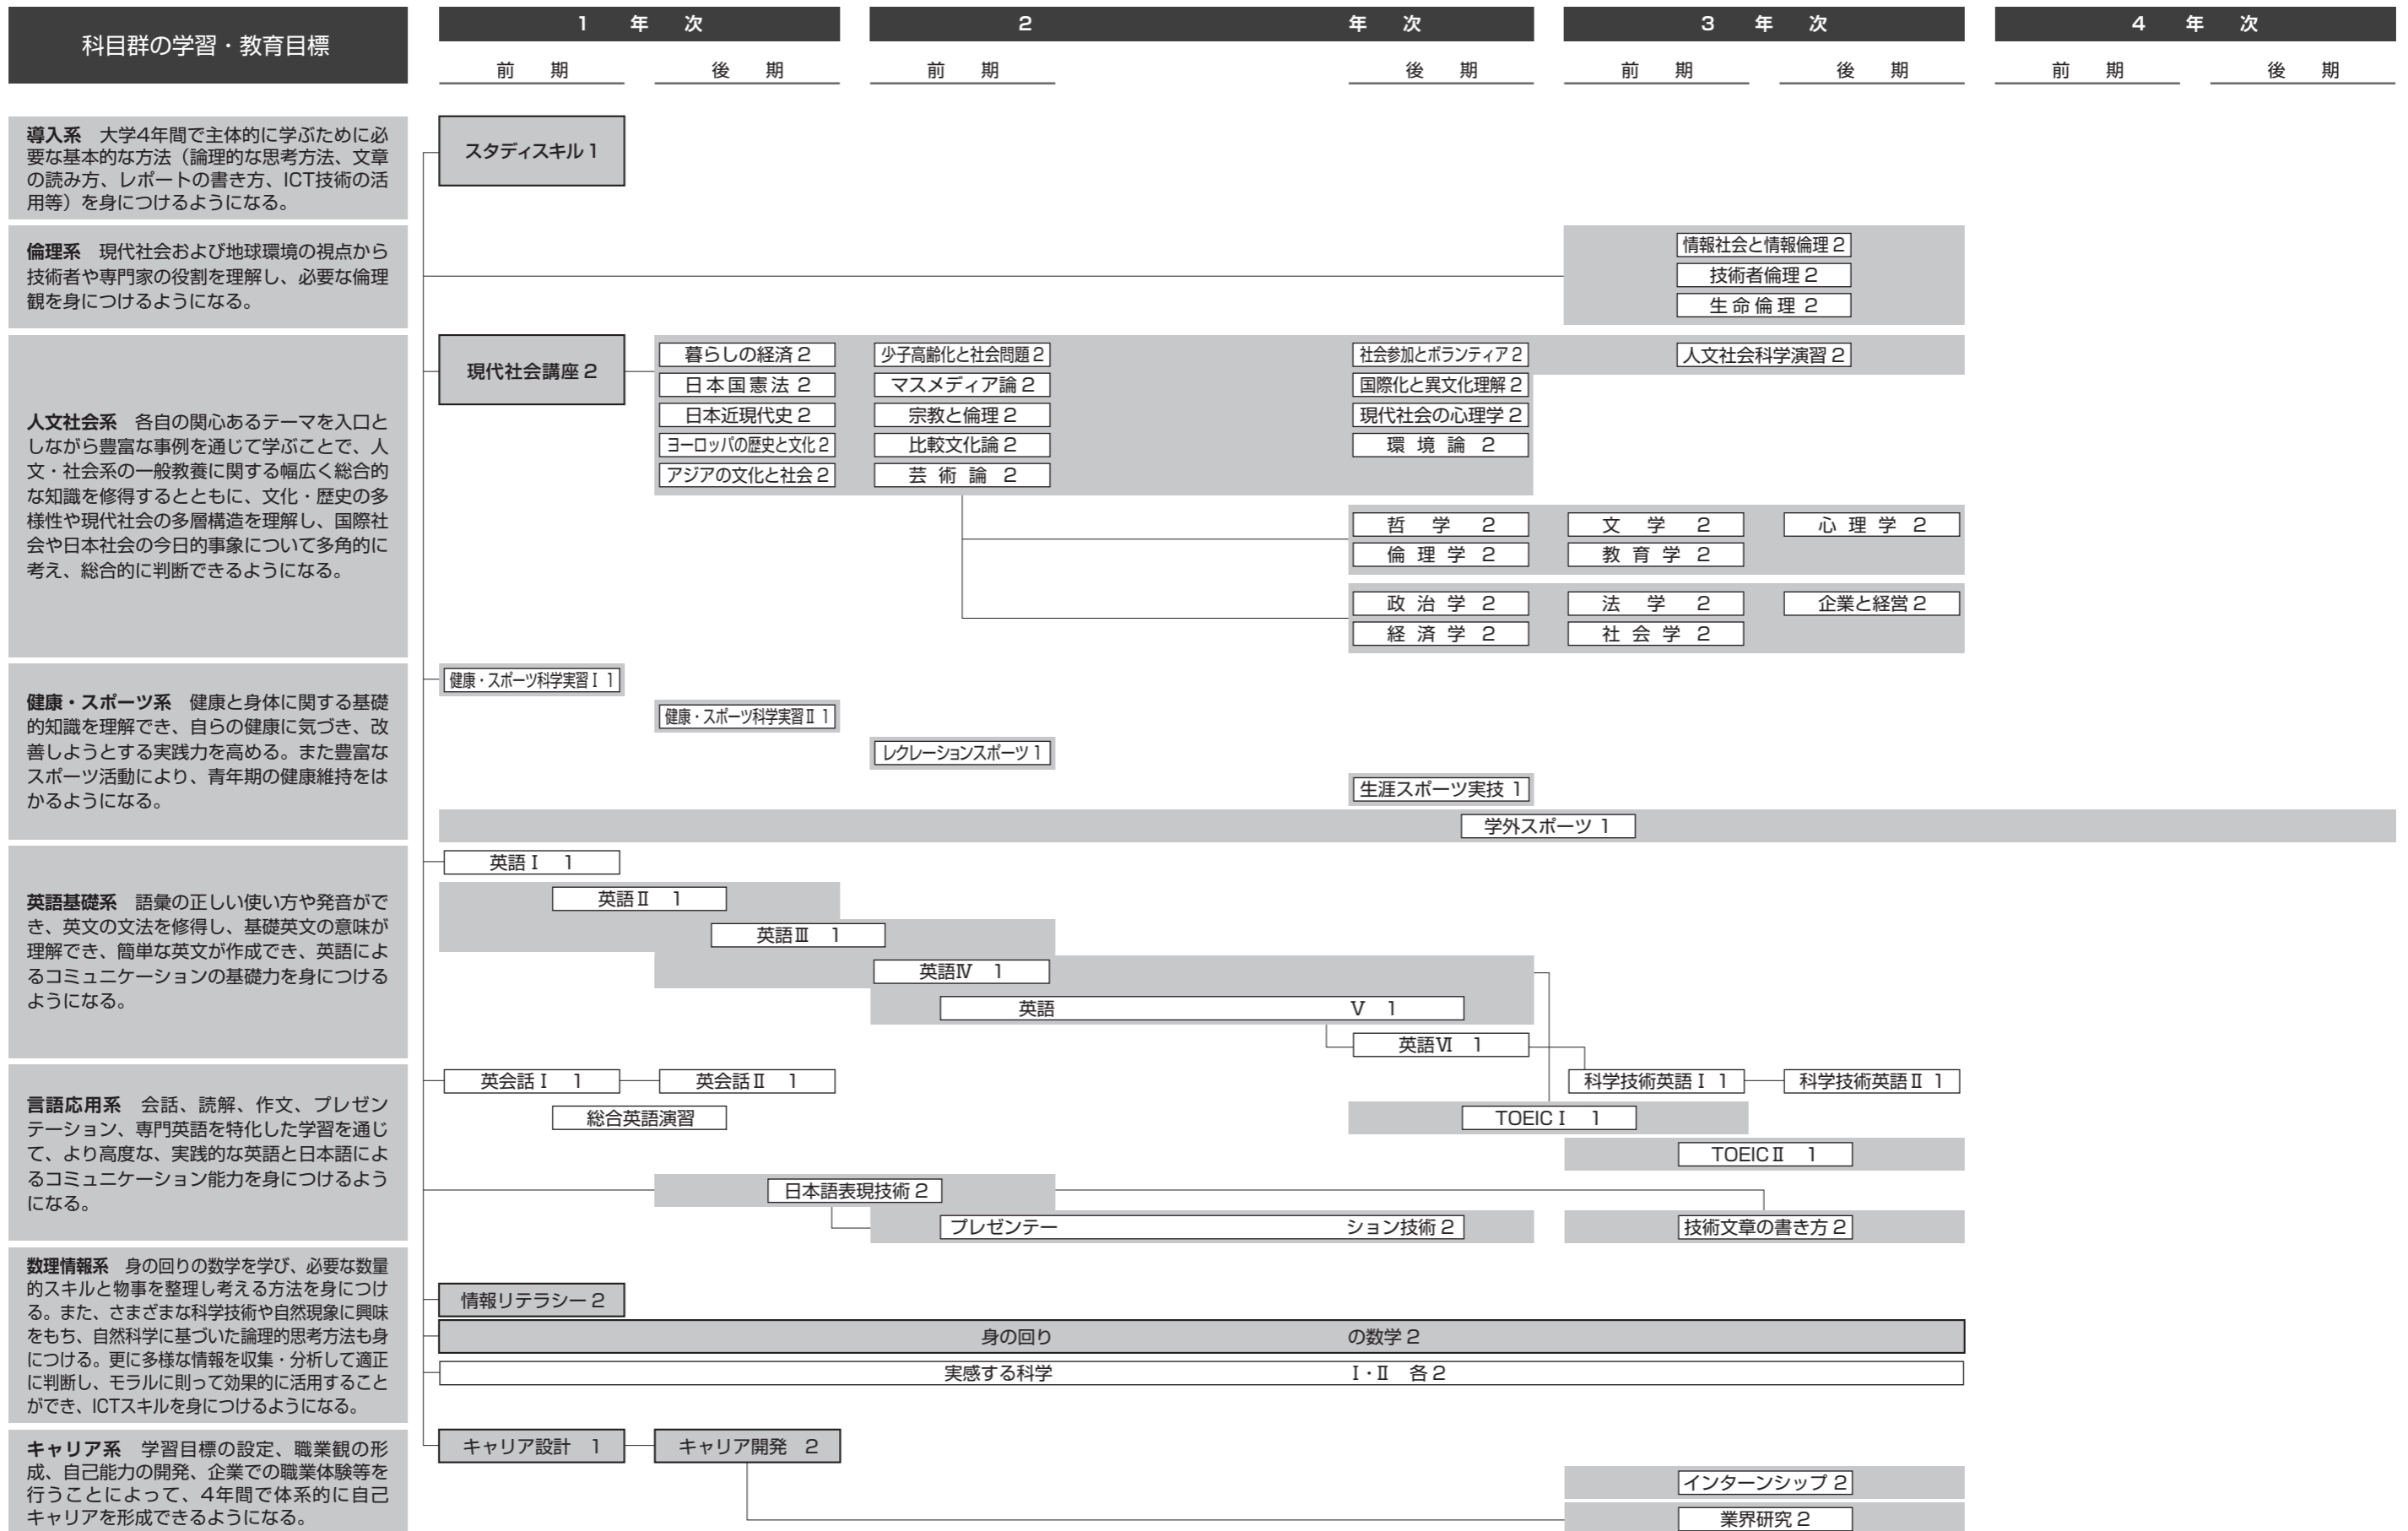 科目群の学習・教育目標
1 年 次
2 年 次
3 年 次
4 年 次
前 期
後 期
前 期
後 期
前 期
後 期
前 期
後 期
導入系 大学4年間で主体的に学ぶために必
要な基本的な方法（論理的な思考方法、文章
の読み方、レポートの書き方、ICT技術の活
用等）を身につけるようになる。
スタディスキル 1
倫理系 現代社会および地球環境の視点から
技術者や専門家の役割を理解し、必要な倫理
観を身につけるようになる。
情報社会と情報倫理 2
技術者倫理 2
生命倫理 2
人文社会系 各自の関心あるテーマを入口と
しながら豊富な事例を通じて学ぶことで、人
文・社会系の一般教養に関する幅広く総合的
な知識を修得するとともに、文化・歴史の多
様性や現代社会の多層構造を理解し、国際社
会や日本社会の今日的事象について多角的に
考え、総合的に判断できるようになる。
現代社会講座 2
暮らしの経済 2
日本国憲法 2
日本近現代史 2
ヨーロッパの歴史と文化 2
アジアの文化と社会 2
少子高齢化と社会問題 2
マスメディア論 2
宗教と倫理 2
比較文化論 2
芸術論 2
社会参加とボランティア 2
国際化と異文化理解 2
現代社会の心理学 2
環境論 2
人文社会科学演習 2
哲学 2
倫理学 2
文学 2
教育学 2
心理学 2
政治学 2
経済学 2
法学 2
社会学 2
企業と経営 2
健康・スポーツ系 健康と身体に関する基礎
的知識を理解でき、自らの健康に気づき、改
善しようとする実践力を高める。また豊富な
スポーツ活動により、青年期の健康維持をは
かるようになる。
健康・スポーツ科学実習Ⅰ 1
健康・スポーツ科学実習Ⅱ 1
レクレーションスポーツ 1
生涯スポーツ実技 1
学外スポーツ 1
英語基礎系 語彙の正しい使い方や発音がで
き、英文の文法を修得し、基礎英文の意味が
理解でき、簡単な英文が作成でき、英語によ
るコミュニケーションの基礎力を身につける
ようになる。
英語Ⅰ 1
英語Ⅱ 1
英語Ⅲ 1
英語Ⅳ 1
英語 Ⅴ 1
英語Ⅵ 1
言語応用系 会話、読解、作文、プレゼン
テーション、専門英語を特化した学習を通じ
て、より高度な、実践的な英語と日本語によ
るコミュニケーション能力を身につけるよう
になる。
英会話Ⅰ 1
英会話Ⅱ 1
科学技術英語Ⅰ 1
科学技術英語Ⅱ 1
総合英語演習
TOEICⅠ 1
TOEICⅡ 1
日本語表現技術 2
プレゼンテー ション技術 2
技術文章の書き方 2
数理情報系 身の回りの数学を学び、必要な数量
的スキルと物事を整理し考える方法を身につけ
る。また、さまざまな科学技術や自然現象に興味
をもち、自然科学に基づいた論理的思考方法も身
につける。更に多様な情報を収集・分析して適正
に判断し、モラルに則って効果的に活用すること
ができ、ICTスキルを身につけるようになる。
情報リテラシー 2
身の回り の数学 2
実感する科学 Ⅰ・Ⅱ 各 2
キャリア系 学習目標の設定、職業観の形
成、自己能力の開発、企業での職業体験等を
行うことによって、4年間で体系的に自己
キャリアを形成できるようになる。
キャリア設計 1
キャリア開発 2
インターンシップ 2
業界研究 2